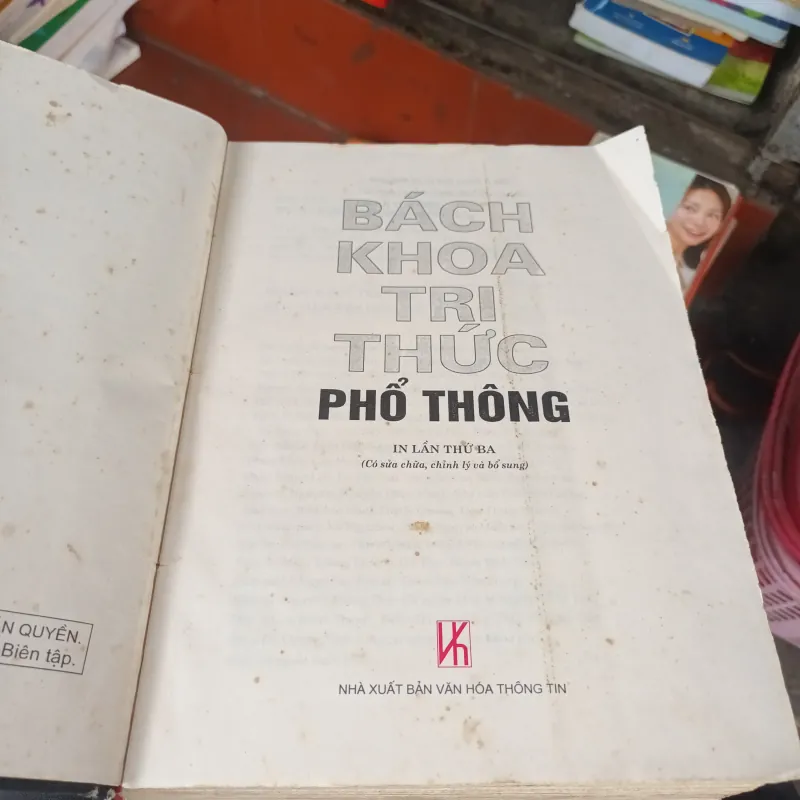 BÁCH
KHOA
TRI
THỨC
PHỔ THÔNG
IN LẦN THỨ BA
(Có sửa chữa, chỉnh lý và bổ sung)
NHÀ XUẤT BẢN VĂN HÓA THÔNG TIN
QUYỀN.
Biên tập.